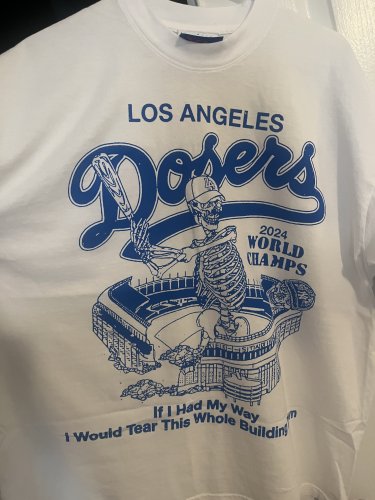 LOS ANGELES
Dosers
2024
WORLD
CHAMPS
If I Had My Way
I Would Tear This Whole Building